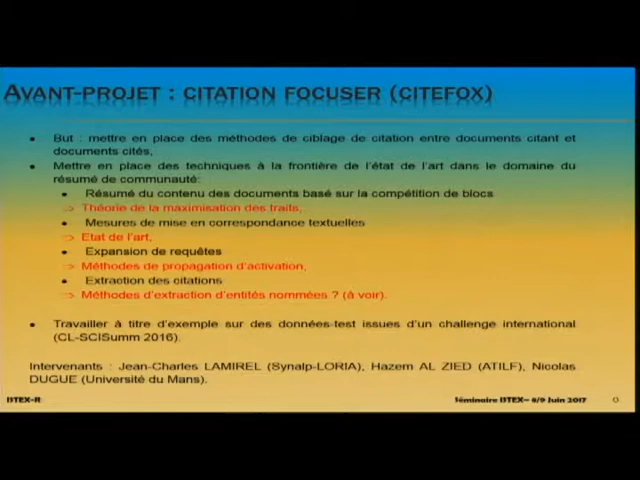 AVANT-PROJET : CITATION FOCUSER (CITEFOX)
• But : mettre en place des méthodes de ciblage de citation entre documents citant et
documents cités,
• Mettre en place des techniques à la frontière de l'état de l'art dans le domaine du
résumé de communauté:
• Résumé du contenu des documents basé sur la compétition de blocs
=> Théorie de la maximisation des traits,
• Mesures de mise en correspondance textuelles
=> Etat de l'art,
• Expansion de requêtes
=> Méthodes de propagation d'activation,
• Extraction des citations
=> Méthodes d'extraction d'entités nommées ? (à voir).
• Travailler à titre d'exemple sur des données-test issues d'un challenge international
(CL-SCISumm 2016).
Intervenants : Jean-Charles LAMIREL (Synalp-LORIA), Hazem AL ZIED (ATILF), Nicolas
DUGUE (Université du Mans).
ISTEX-R
Séminaire ISTEX– 8/9 Juin 2017
0